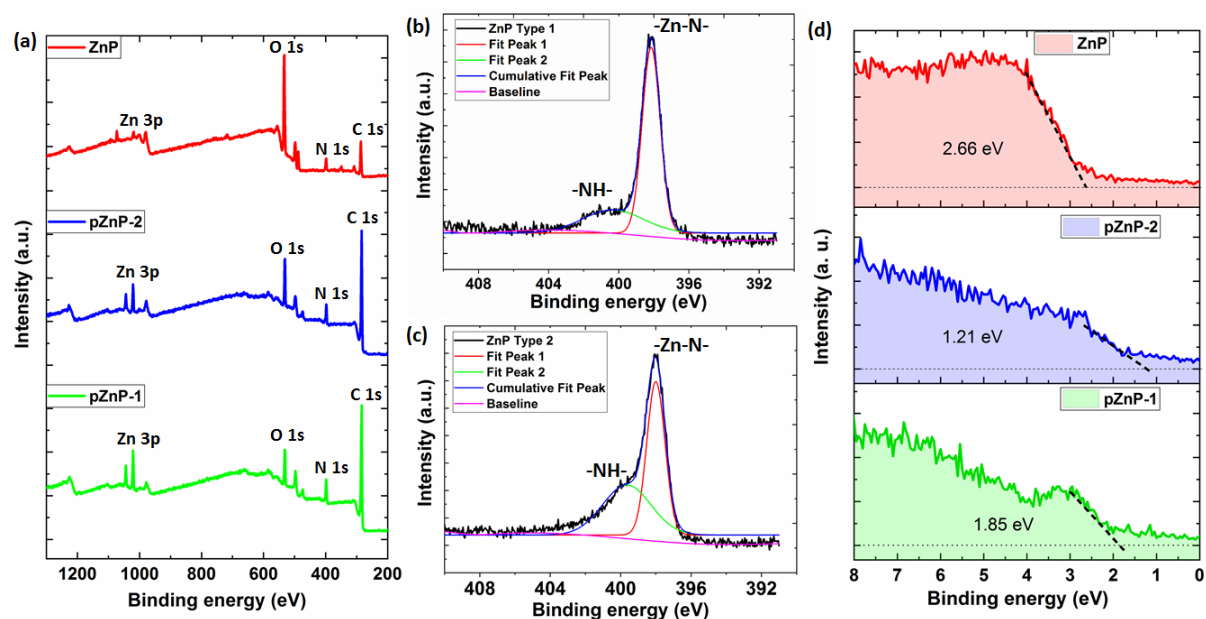 (a)
ZnP
O 1s
Zn 3p
N 1s
C 1s
pZnP-2
C 1s
O 1s
Zn 3p
N 1s
pZnP-1
C 1s
Zn 3p
O 1s
N 1s
Intensity (a.u.)
1200 1000 800 600 400 200
Binding energy (eV)
(b)
-Zn-N-
ZnP Type 1
Fit Peak 1
Fit Peak 2
Cumulative Fit Peak
Baseline
-NH-
Intensity (a.u.)
408 404 400 396 392
Binding energy (eV)
(c)
-Zn-N-
ZnP Type 2
Fit Peak 1
Fit Peak 2
Cumulative Fit Peak
Baseline
-NH-
Intensity (a.u.)
408 404 400 396 392
Binding energy (eV)
(d)
ZnP
2.66 eV
pZnP-2
1.21 eV
pZnP-1
1.85 eV
Intensity (a. u.)
8 7 6 5 4 3 2 1 0
Binding energy (eV)